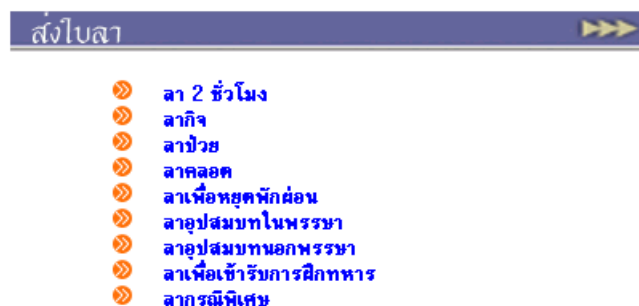 ส่งใบลา
ลา 2 ชั่วโมง
ลากิจ
ลาป่วย
ลาคลอด
ลาเพื่อหยุดพักผ่อน
ลาอุปสมบทในพรรษา
ลาอุปสมบทนอกพรรษา
ลาเพื่อเข้ารับการฝึกทหาร
ลากรณีพิเศษ